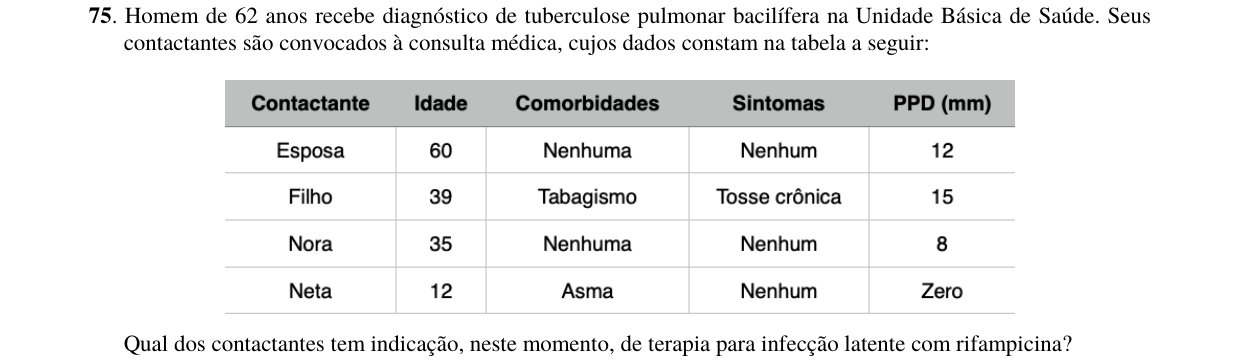 75. Homem de 62 anos recebe diagnóstico de tuberculose pulmonar bacilífera na Unidade Básica de Saúde. Seus
contactantes são convocados à consulta médica, cujos dados constam na tabela a seguir:
Contactante Idade Comorbidades Sintomas PPD (mm)
Esposa 60 Nenhuma Nenhum 12
Filho 39 Tabagismo Tosse crônica 15
Nora 35 Nenhuma Nenhum 8
Neta 12 Asma Nenhum Zero
Qual dos contactantes tem indicação, neste momento, de terapia para infecção latente com rifampicina?